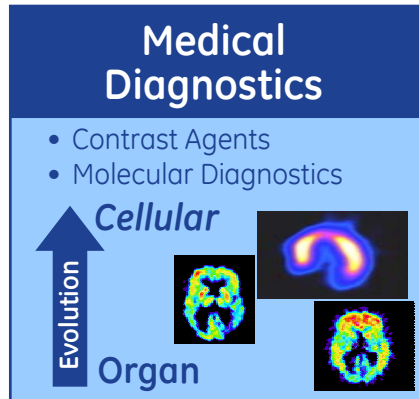 Medical
Diagnostics
• Contrast Agents
• Molecular Diagnostics
Cellular
Evolution
Organ